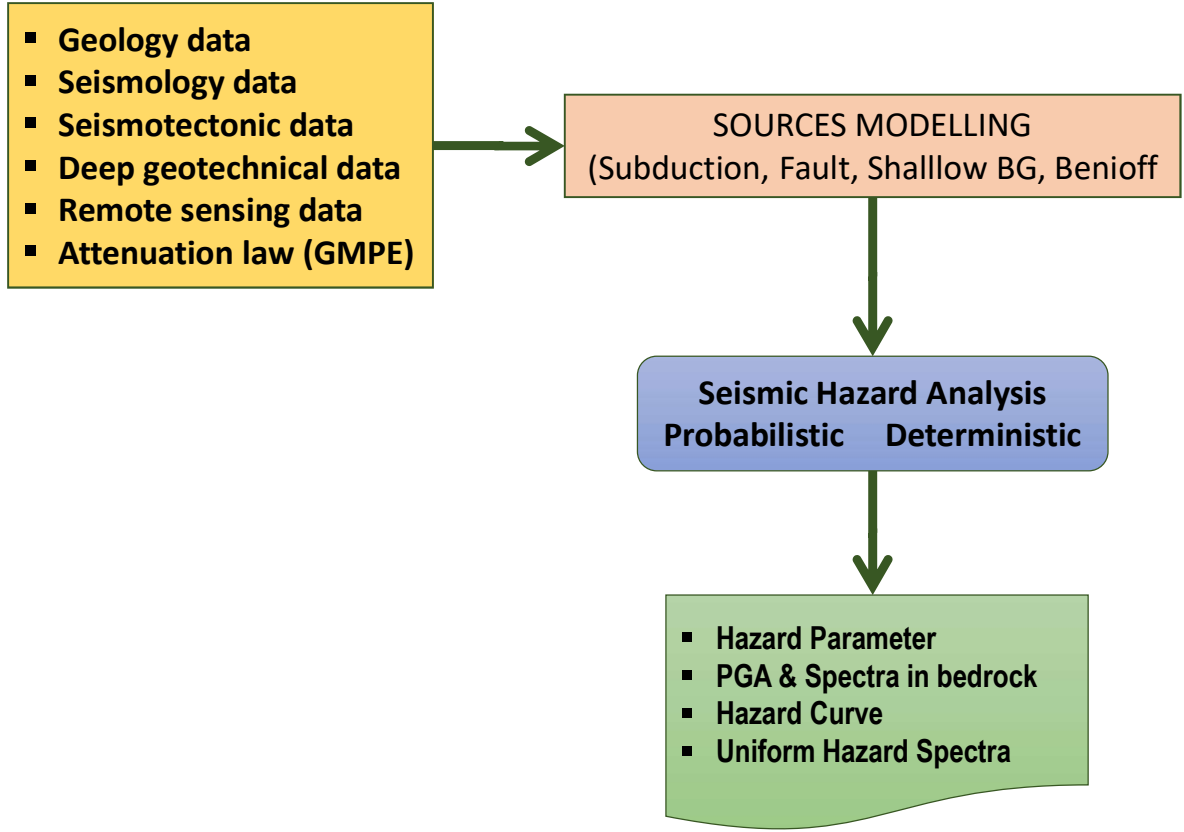 ▪ Geology data
▪ Seismology data
▪ Seismotectonic data
▪ Deep geotechnical data
▪ Remote sensing data
▪ Attenuation law (GMPE)
SOURCES MODELLING
(Subduction, Fault, Shalllow BG, Benioff
Seismic Hazard Analysis
Probabilistic Deterministic
▪ Hazard Parameter
▪ PGA & Spectra in bedrock
▪ Hazard Curve
▪ Uniform Hazard Spectra